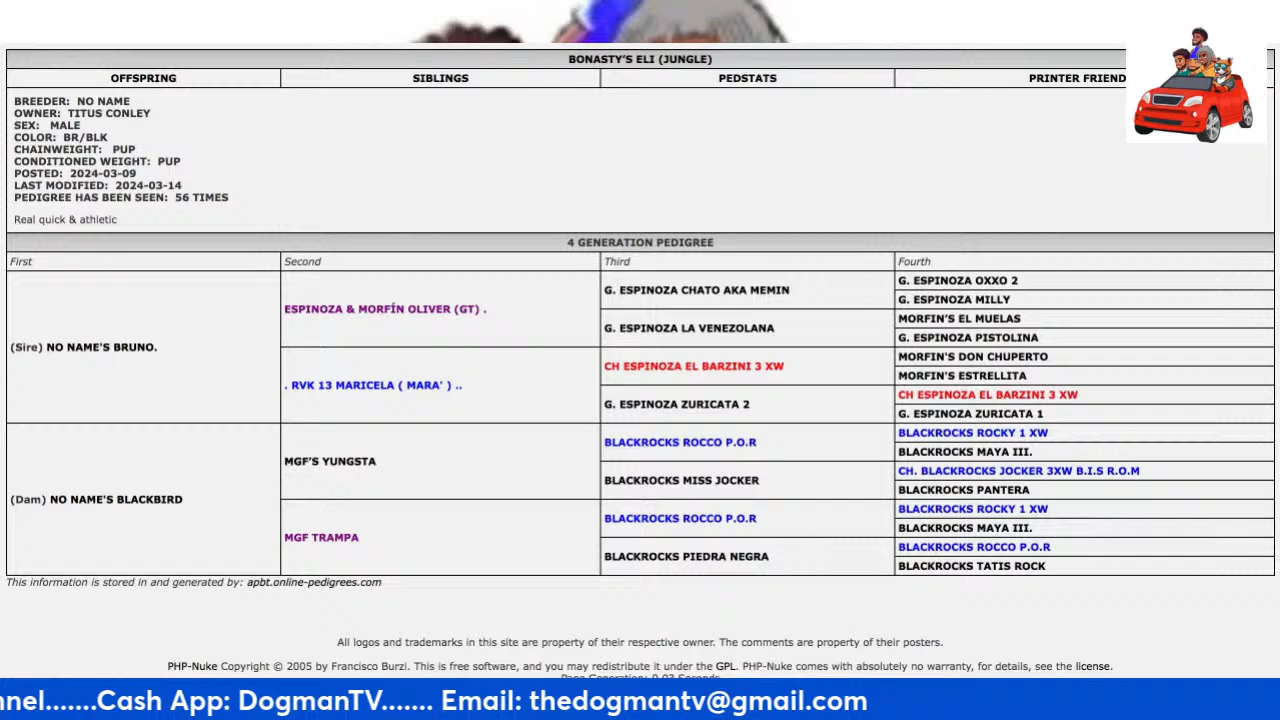 BONASTY'S ELI (JUNGLE)
OFFSPRING SIBLINGS PEDSTATS PRINTER FRIEND
BREEDER: NO NAME
OWNER: TITUS CONLEY
SEX: MALE
COLOR: BR/BLK
CHAINWEIGHT: PUP
CONDITIONED WEIGHT: PUP
POSTED: 2024-03-09
LAST MODIFIED: 2024-03-14
PEDIGREE HAS BEEN SEEN: 56 TIMES
Real quick & athletic
4 GENERATION PEDIGREE
First Second Third Fourth
(Sire) NO NAME'S BRUNO.
ESPINOZA & MORFÍN OLIVER (GT) .
G. ESPINOZA CHATO AKA MEMIN
G. ESPINOZA OXXO 2
G. ESPINOZA MILLY
G. ESPINOZA LA VENEZOLANA
MORFIN'S EL MUELAS
G. ESPINOZA PISTOLINA
. RVK 13 MARICELA ( MARA' ) ..
CH ESPINOZA EL BARZINI 3 XW
MORFIN'S DON CHUPERTO
MORFIN'S ESTRELLITA
G. ESPINOZA ZURICATA 2
CH ESPINOZA EL BARZINI 3 XW
G. ESPINOZA ZURICATA 1
(Dam) NO NAME'S BLACKBIRD
MGF'S YUNGSTA
BLACKROCKS ROCCO P.O.R
BLACKROCKS ROCKY 1 XW
BLACKROCKS MAYA III.
BLACKROCKS MISS JOCKER
CH. BLACKROCKS JOCKER 3XW B.I.S R.O.M
BLACKROCKS PANTERA
MGF TRAMPA
BLACKROCKS ROCCO P.O.R
BLACKROCKS ROCKY 1 XW
BLACKROCKS MAYA III.
BLACKROCKS PIEDRA NEGRA
BLACKROCKS ROCCO P.O.R
BLACKROCKS TATIS ROCK
This information is stored in and generated by: apbt.online-pedigrees.com
All logos and trademarks in this site are property of their respective owner. The comments are property of their posters.
PHP-Nuke Copyright © 2005 by Francisco Burzi. This is free software, and you may redistribute it under the GPL. PHP-Nuke comes with absolutely no warranty, for details, see the license.
Page Generation: 0.03 Seconds
nnel.......Cash App: DogmanTV....... Email: thedogmantv@gmail.com